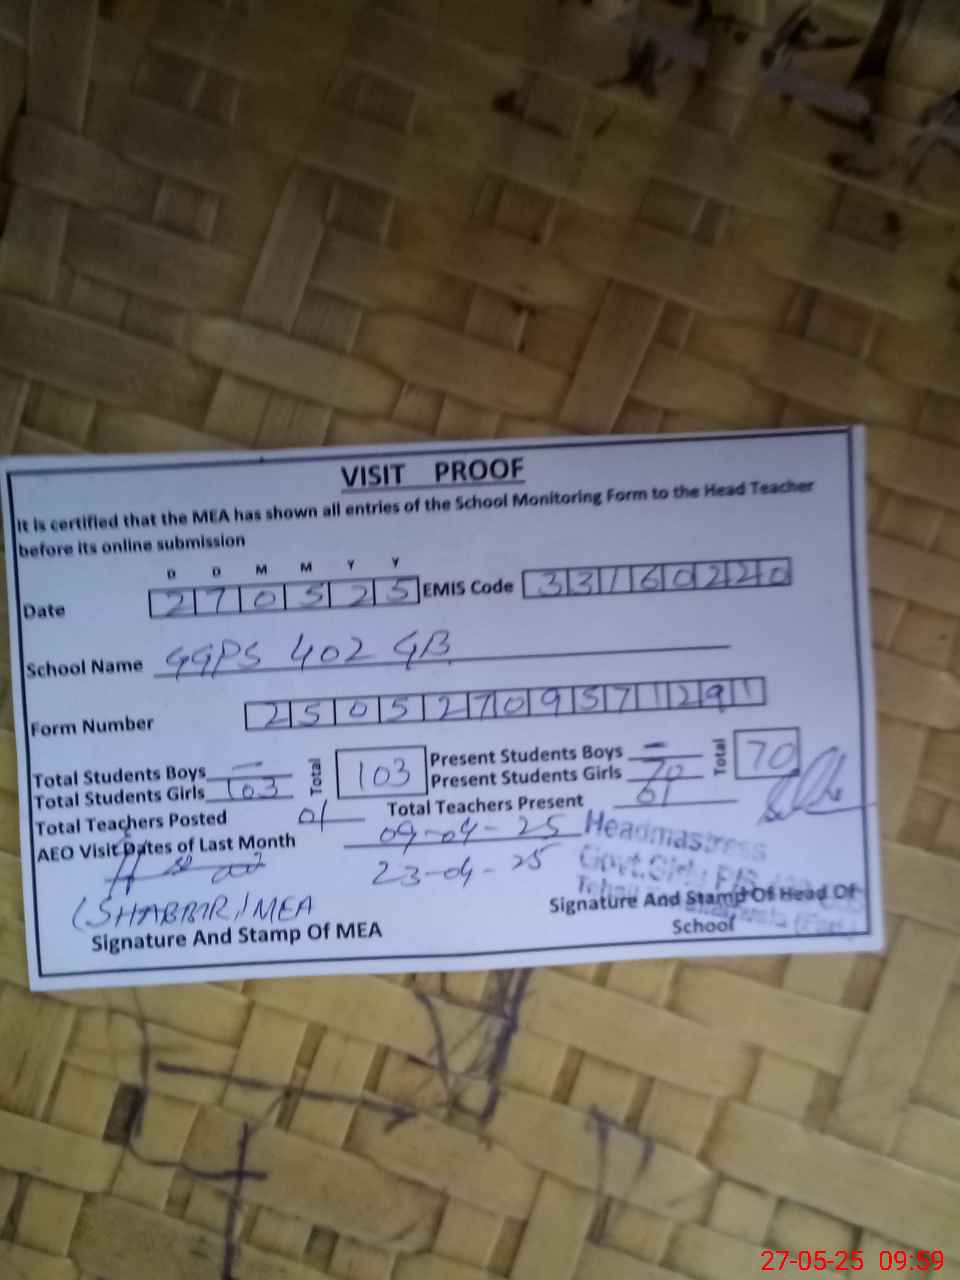 VISIT PROOF
It is certified that the MEA has shown all entries of the School Monitoring Form to the Head Teacher
before its online submission
D D M M Y Y
Date 2 7 0 5 2 5 EMIS Code 3 3 1 6 0 2 2 0
School Name GGPS 402 GB
Form Number 2 5 0 5 2 7 0 9 5 7 1 2 9 1
Total Students Boys — Total 103 Present Students Boys — Total 70
Total Students Girls 103 Present Students Girls 70
Total Teachers Posted 01 Total Teachers Present 01
AEO Visit Dates of Last Month 09-04-25
23-04-25
Headmastress
Govt. Girls P/S
Tehsil
(SHABBIR) MEA
Signature And Stamp Of MEA
Signature And Stamp Of Head Of
School
27-05-25 09:59